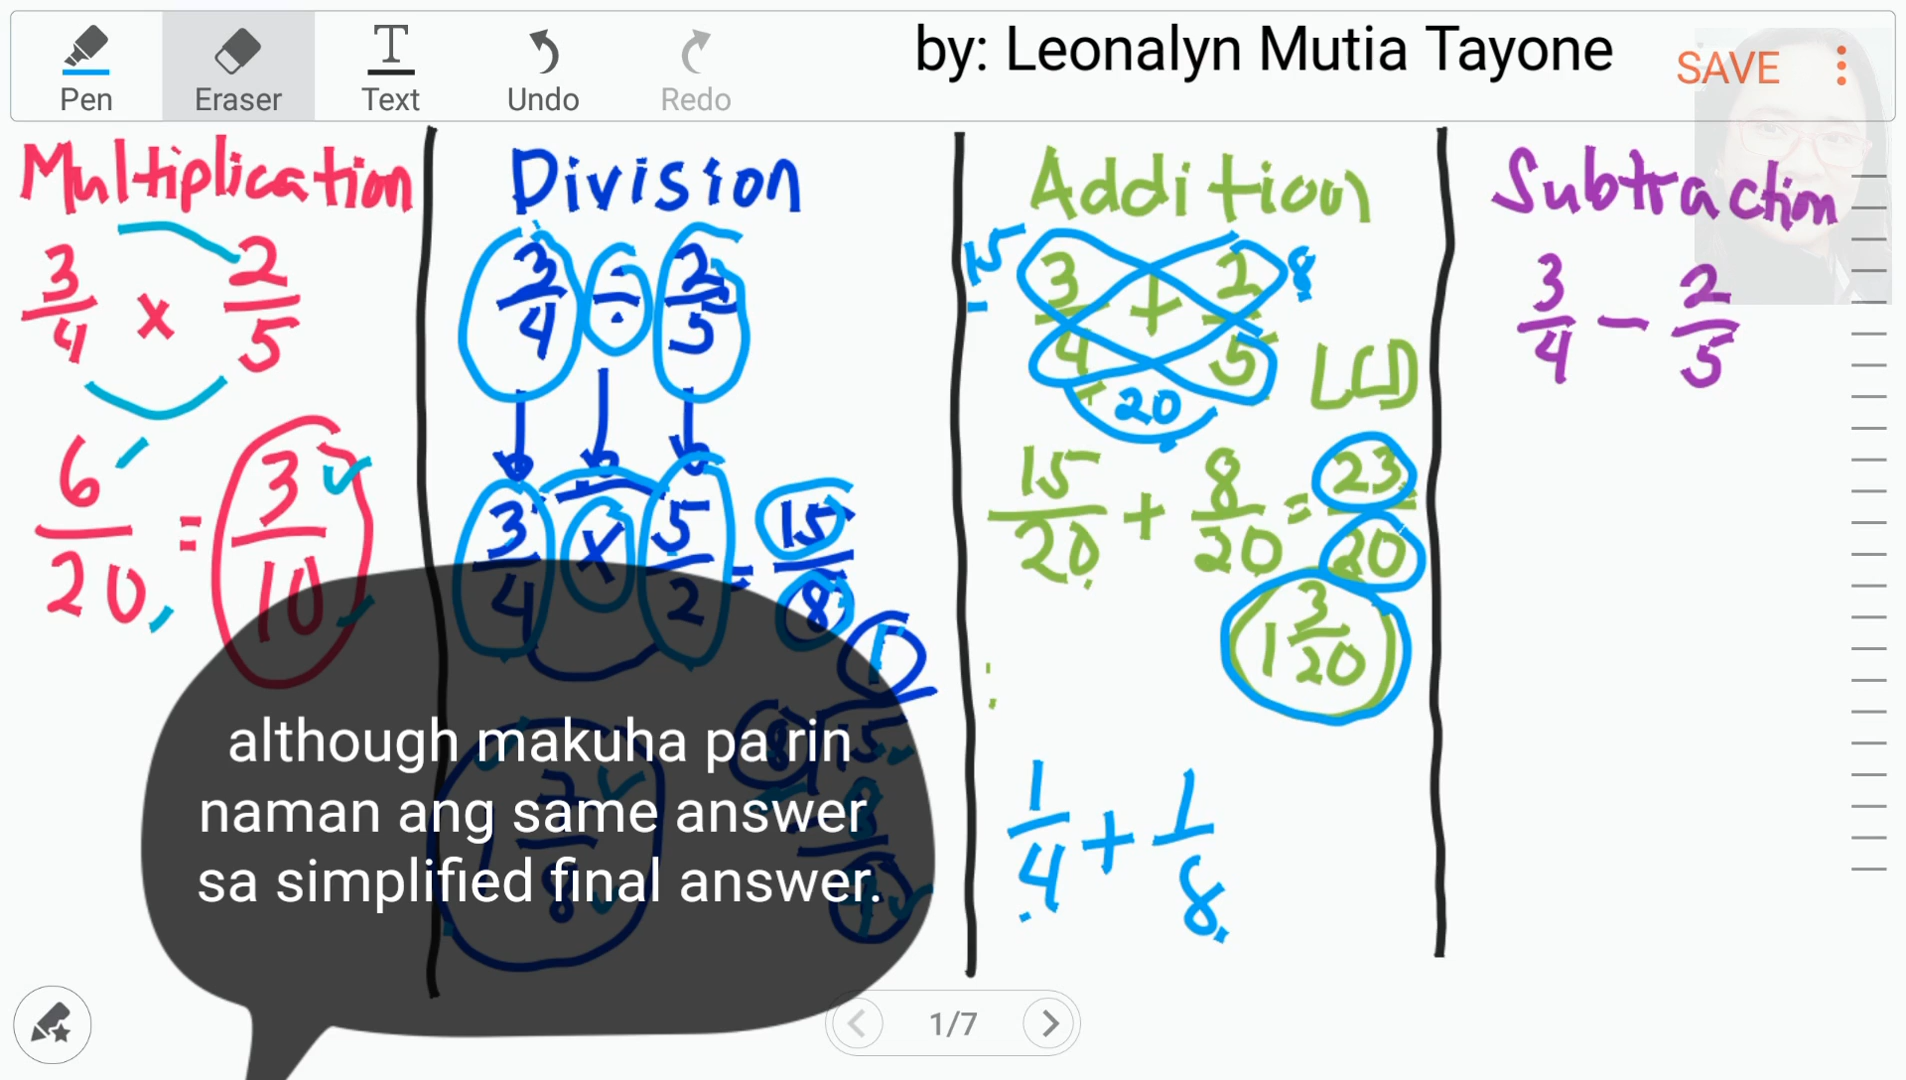 by: Leonalyn Mutia Tayone
SAVE
Pen
Eraser
Text
Undo
Redo
Multiplication
3/4 x 2/5
6/20 = 3/10
Division
3/4 ÷ 2/5
3/4 x 5/2 = 15/8
Addition
15 3/4 + 2/5 8
20
LCD
15/20 + 8/20 = 23/20
1 3/20
1/4 + 1/8
Subtraction
3/4 - 2/5
although makuha pa rin
naman ang same answer
sa simplified final answer.
1/7